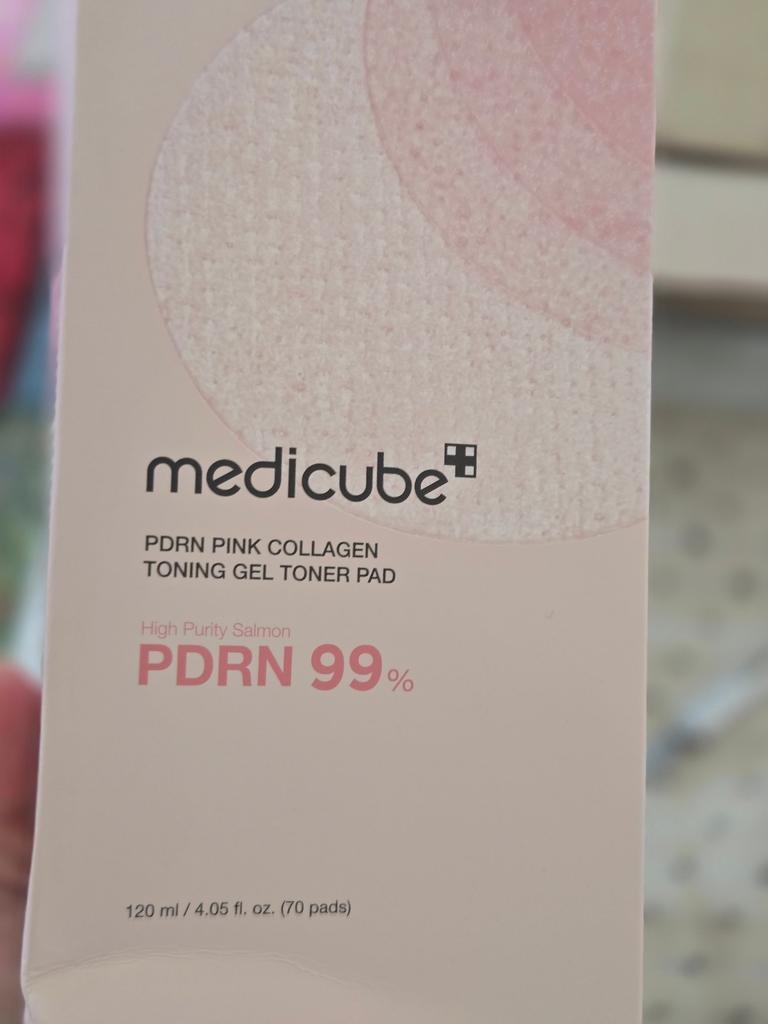 medicube
PDRN PINK COLLAGEN
TONING GEL TONER PAD
High Purity Salmon
PDRN 99%
120 ml / 4.05 fl. oz. (70 pads)